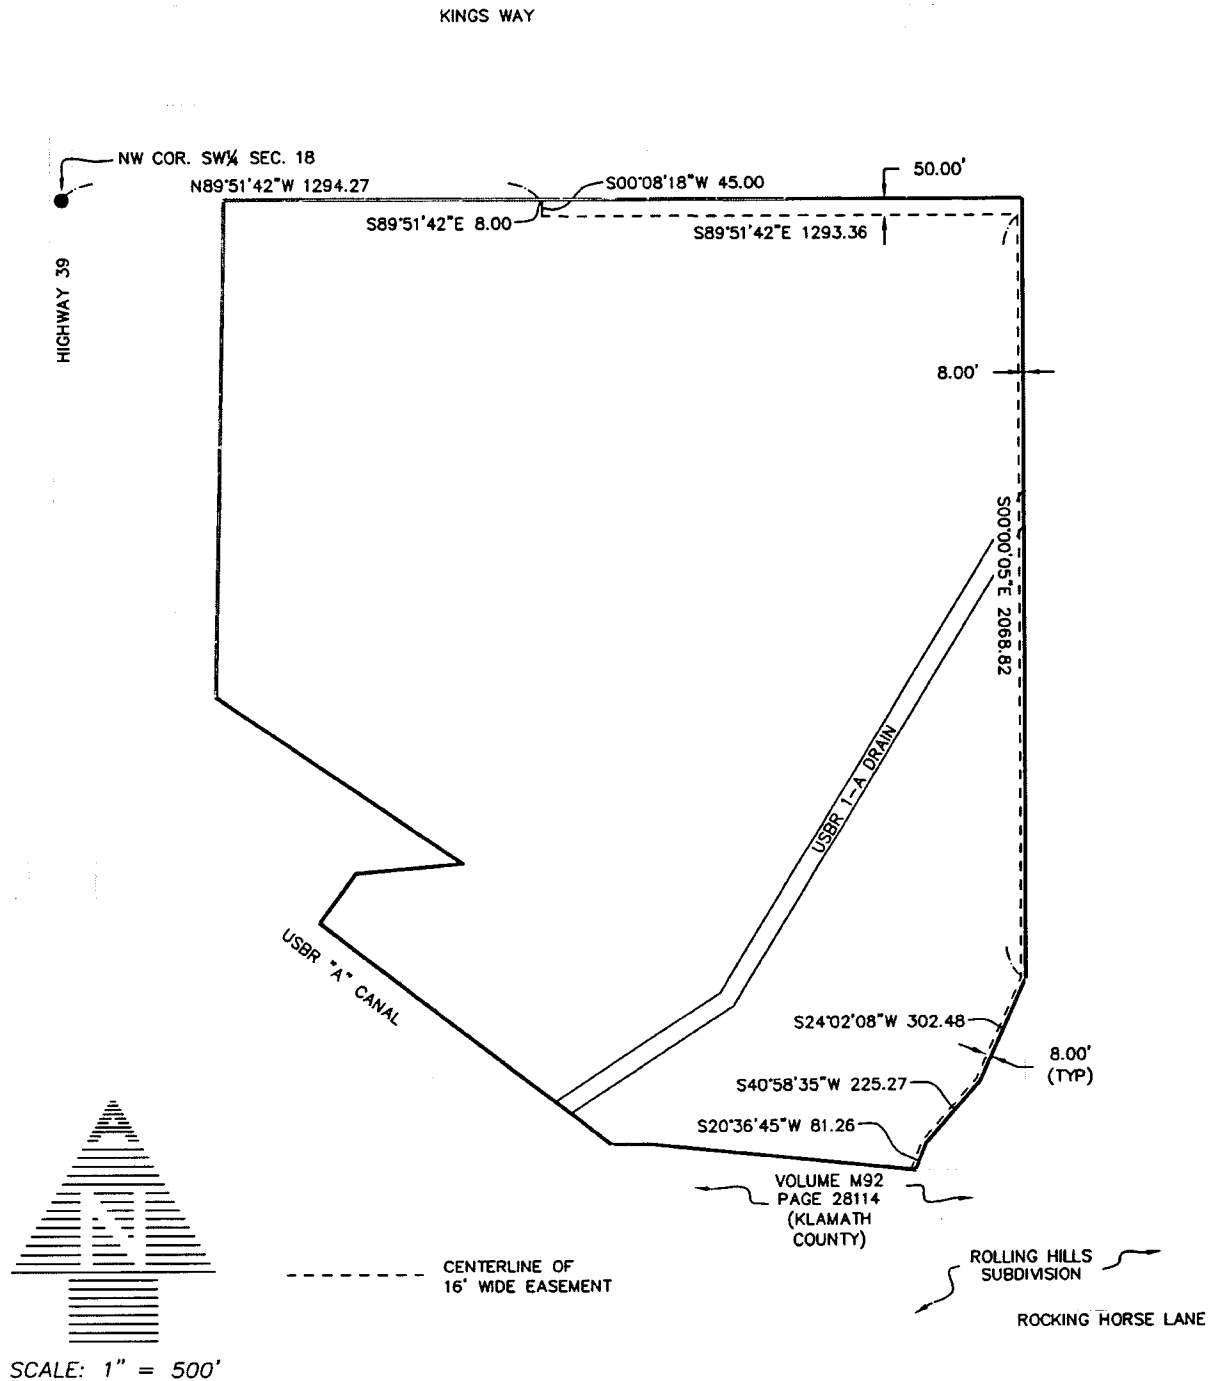 KINGS WAY
NW COR. SW¼ SEC. 18
50.00'
N89°51'42"W 1294.27
S00°08'18"W 45.00
S89°51'42"E 8.00
S89°51'42"E 1293.36
HIGHWAY 39
8.00'
S00°00'05"E 2068.82
USBR 1-A DRAIN
USBR "A" CANAL
S24°02'08"W 302.48
8.00'
(TYP)
S40°58'35"W 225.27
S20°36'45"W 81.26
VOLUME M92
PAGE 28114
(KLAMATH
COUNTY)
N
CENTERLINE OF
16' WIDE EASEMENT
ROLLING HILLS
SUBDIVISION
ROCKING HORSE LANE
SCALE: 1" = 500'